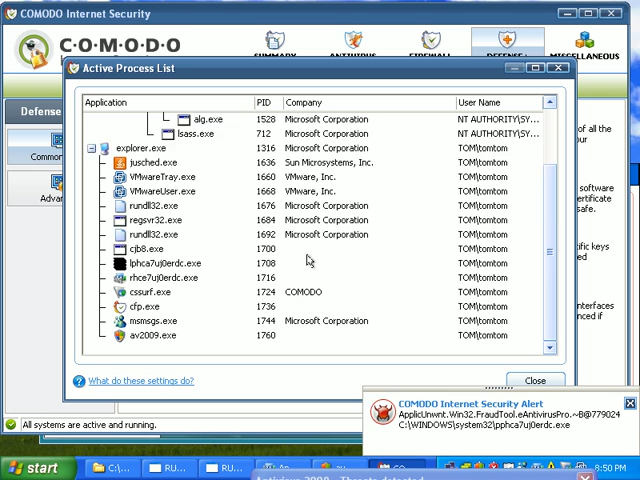 COMODO Internet Security
C·O·M·O·D·O
SUMMARY ANTIVIRUS FIREWALL DEFENSE+ MISCELLANEOUS
Active Process List
Application PID Company User Name
alg.exe 1528 Microsoft Corporation NT AUTHORITY\SY...
lsass.exe 712 Microsoft Corporation NT AUTHORITY\SY...
explorer.exe 1316 Microsoft Corporation TOM\tomtom
jusched.exe 1636 Sun Microsystems, Inc. TOM\tomtom
VMwareTray.exe 1660 VMware, Inc. TOM\tomtom
VMwareUser.exe 1668 VMware, Inc. TOM\tomtom
rundll32.exe 1676 Microsoft Corporation TOM\tomtom
regsvr32.exe 1684 Microsoft Corporation TOM\tomtom
rundll32.exe 1692 Microsoft Corporation TOM\tomtom
cjb8.exe 1700 TOM\tomtom
lphca7uj0erdc.exe 1708 TOM\tomtom
rhce7uj0erdc.exe 1716 TOM\tomtom
cssurf.exe 1724 COMODO TOM\tomtom
cfp.exe 1736 TOM\tomtom
msmsgs.exe 1744 Microsoft Corporation TOM\tomtom
av2009.exe 1760 TOM\tomtom
What do these settings do?
Close
Defense
Common
Adva
of all the
software
ertificate
safe.
ific keys
nterfaces
ined if
All systems are active and running.
COMODO Internet Security Alert
ApplicUnwnt.Win32.FraudTool.eAntivirusPro.~B@779024
C:\WINDOWS\system32\pphca7uj0erdc.exe
start C:\... RU... RU... 8:50 PM
Antivirus 2009 - Threats detected